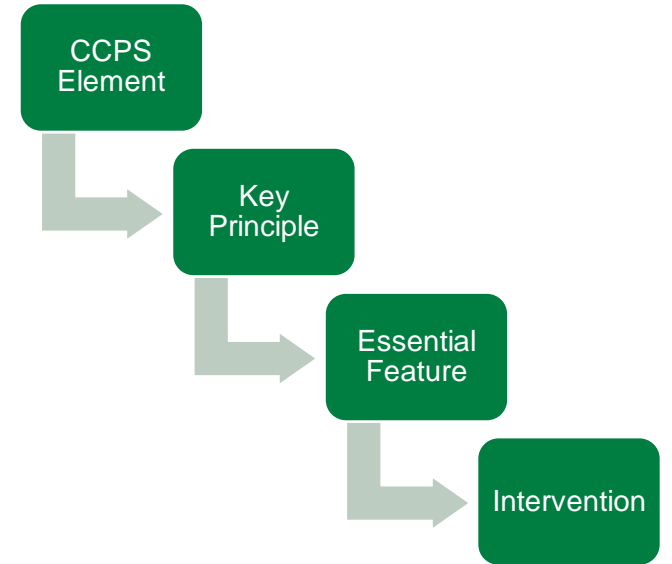 CCPS
Element
Key
Principle
Essential
Feature
Intervention